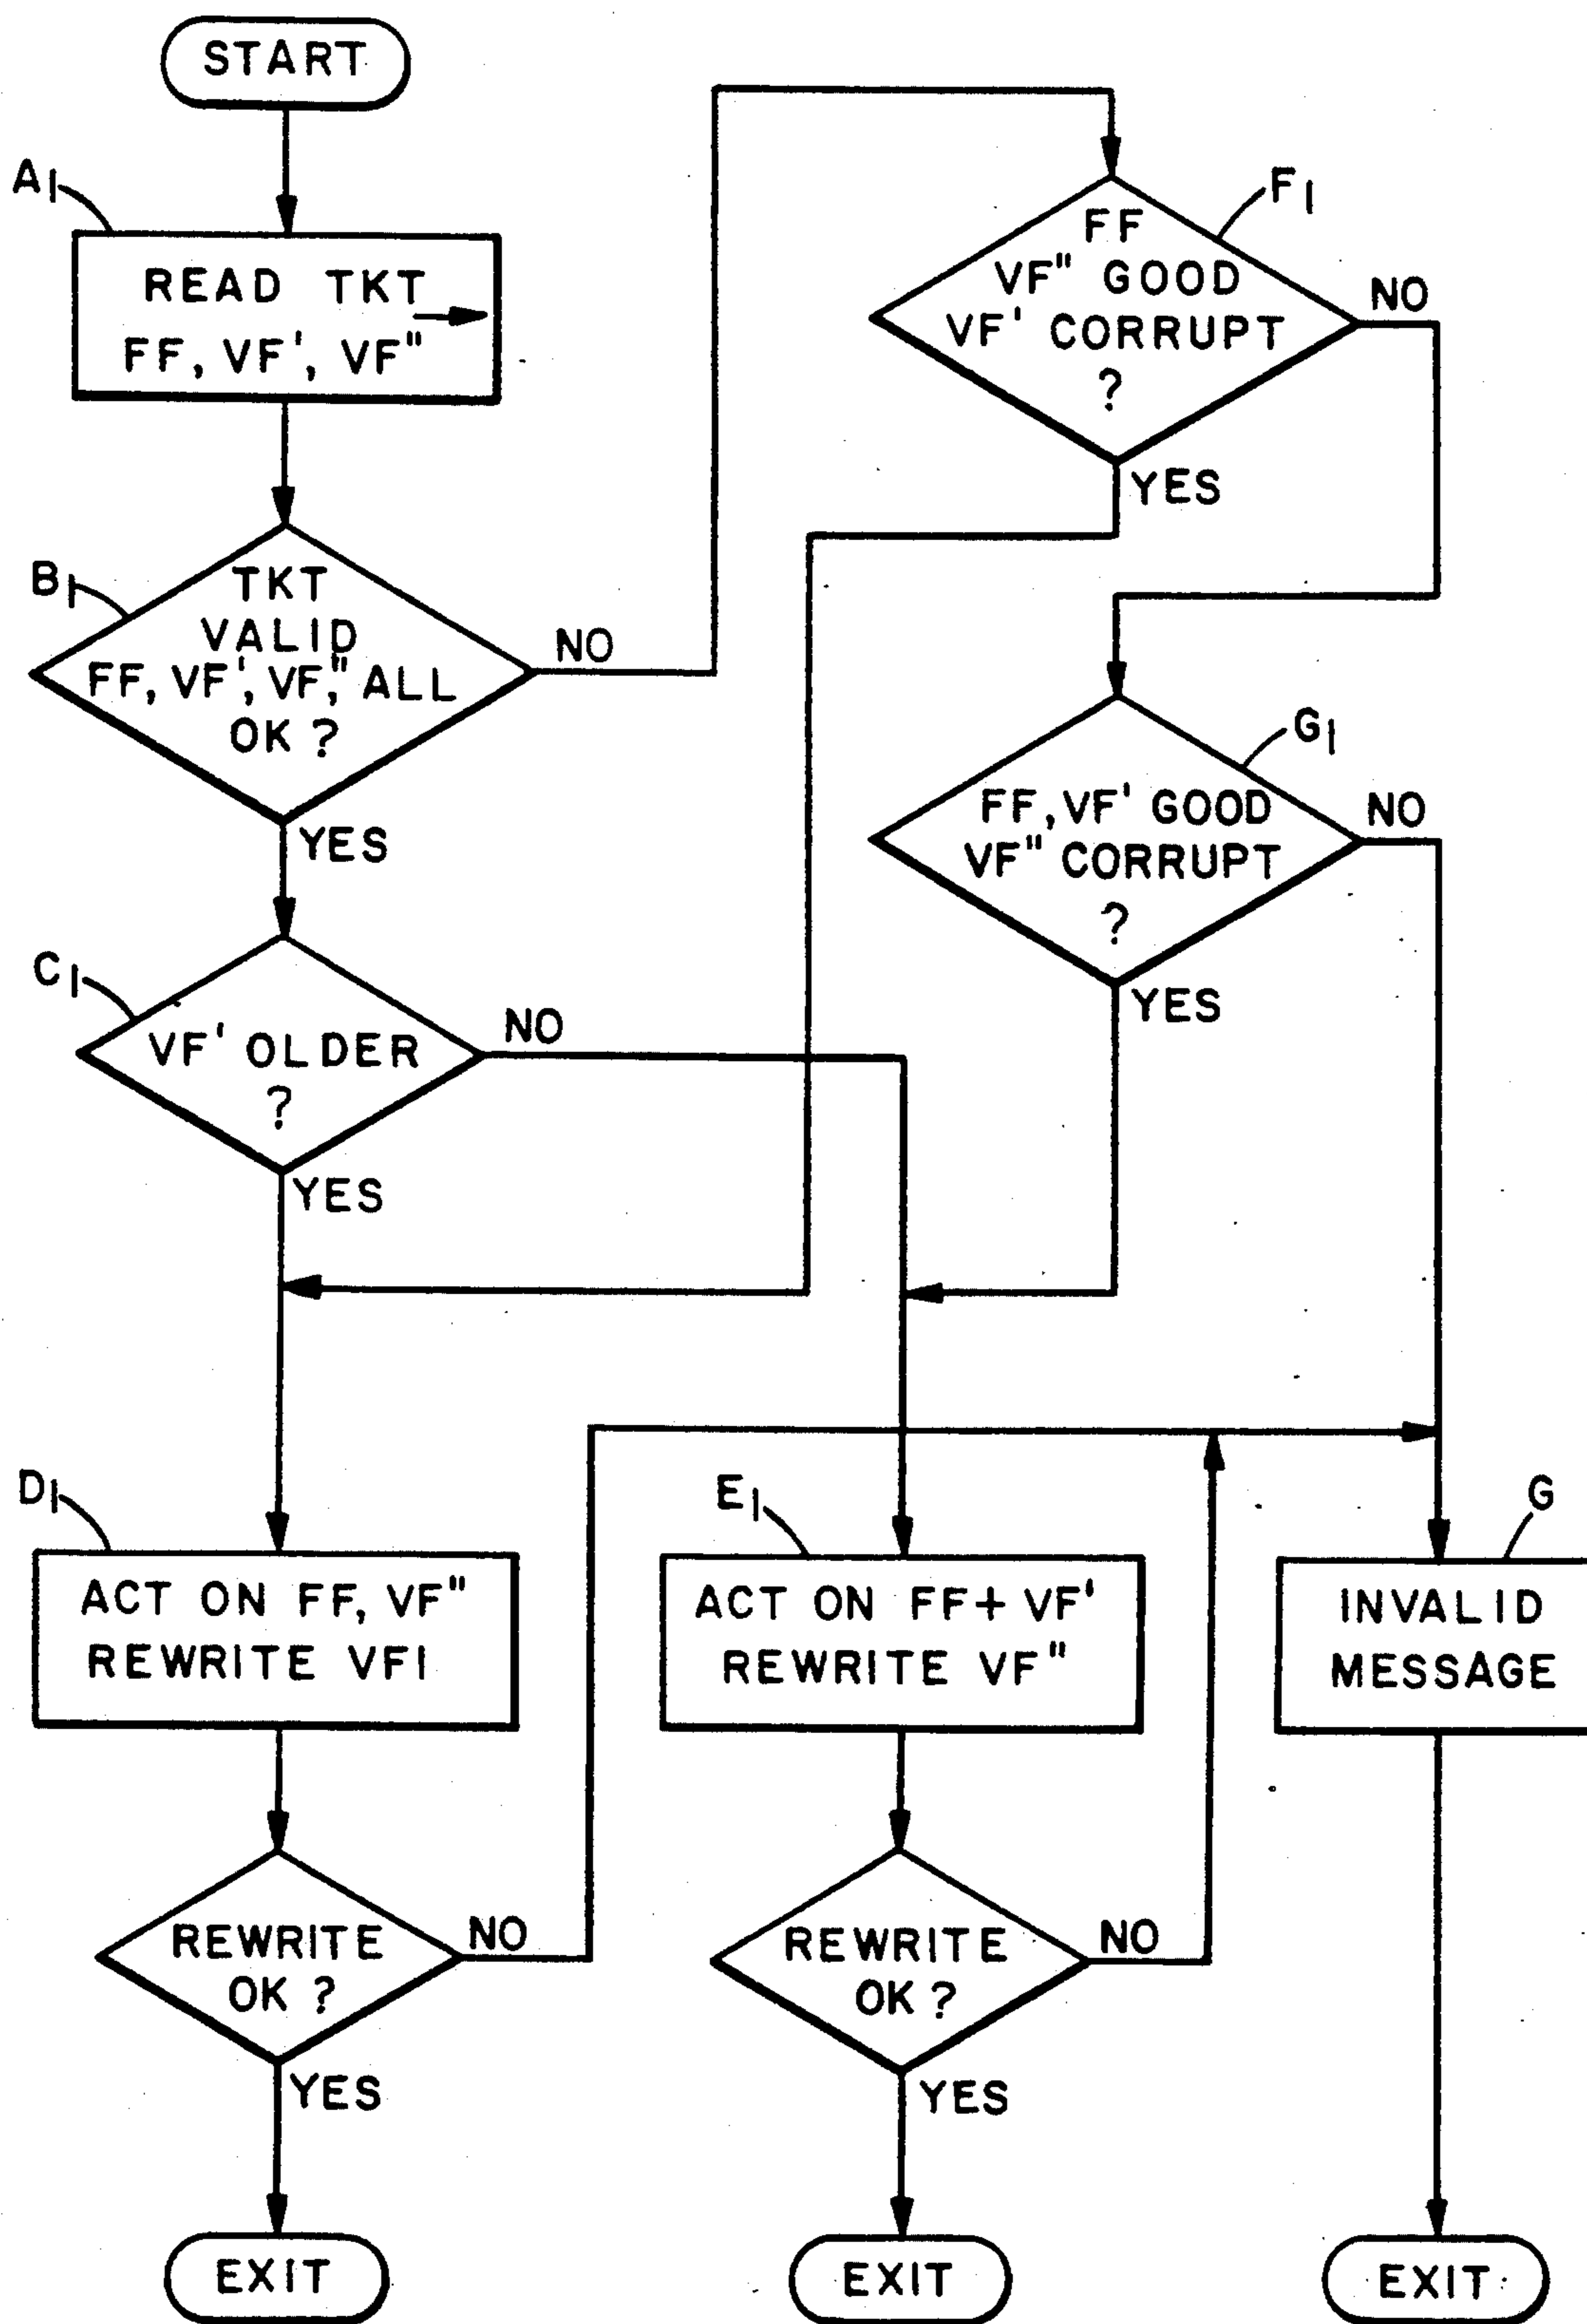 START
A1
READ TKT →
FF, VF', VF"
B1
TKT
VALID
FF, VF', VF," ALL
OK ?
NO
YES
C1
VF' OLDER
?
NO
YES
F1
FF
VF" GOOD
VF' CORRUPT
?
NO
YES
G1
FF, VF' GOOD
VF" CORRUPT
?
NO
YES
D1
ACT ON FF, VF"
REWRITE VF1
REWRITE
OK ?
NO
YES
EXIT
E1
ACT ON FF+ VF'
REWRITE VF"
REWRITE
OK ?
NO
YES
EXIT
G
INVALID
MESSAGE
EXIT